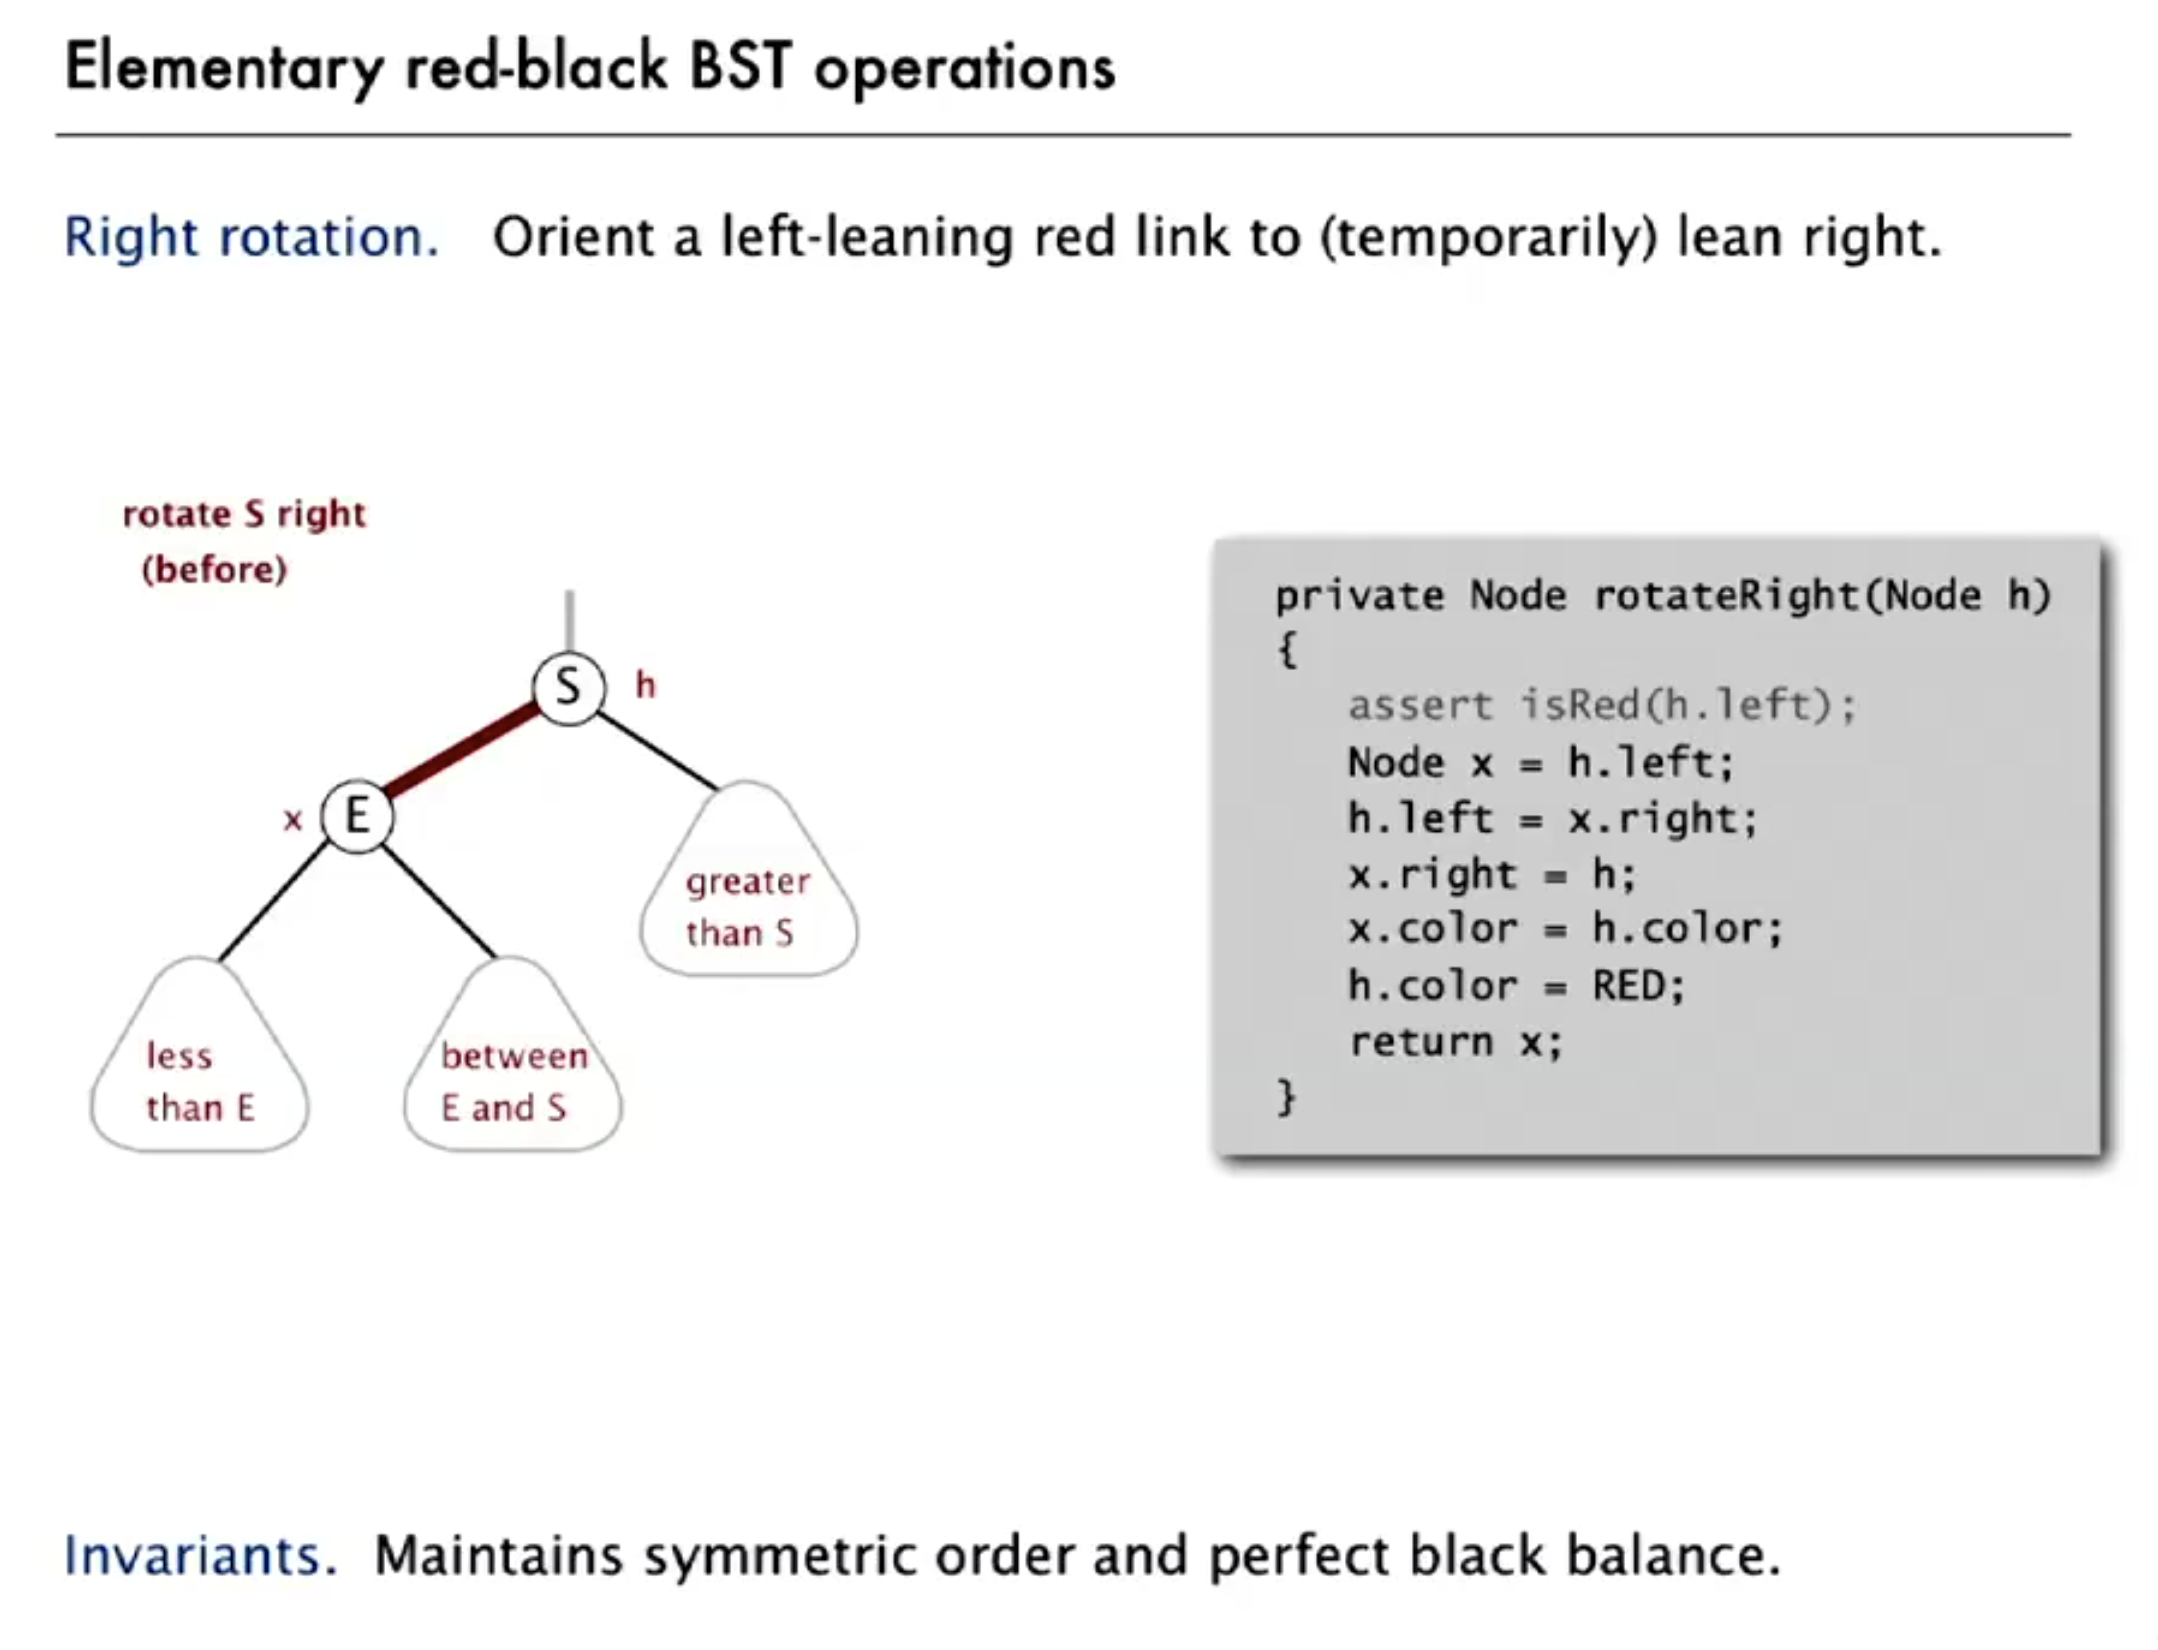 Elementary red-black BST operations
Right rotation. Orient a left-leaning red link to (temporarily) lean right.
rotate S right
(before)
S
h
x
E
greater
than S
less
than E
between
E and S
private Node rotateRight(Node h)
{
assert isRed(h.left);
Node x = h.left;
h.left = x.right;
x.right = h;
x.color = h.color;
h.color = RED;
return x;
}
Invariants. Maintains symmetric order and perfect black balance.